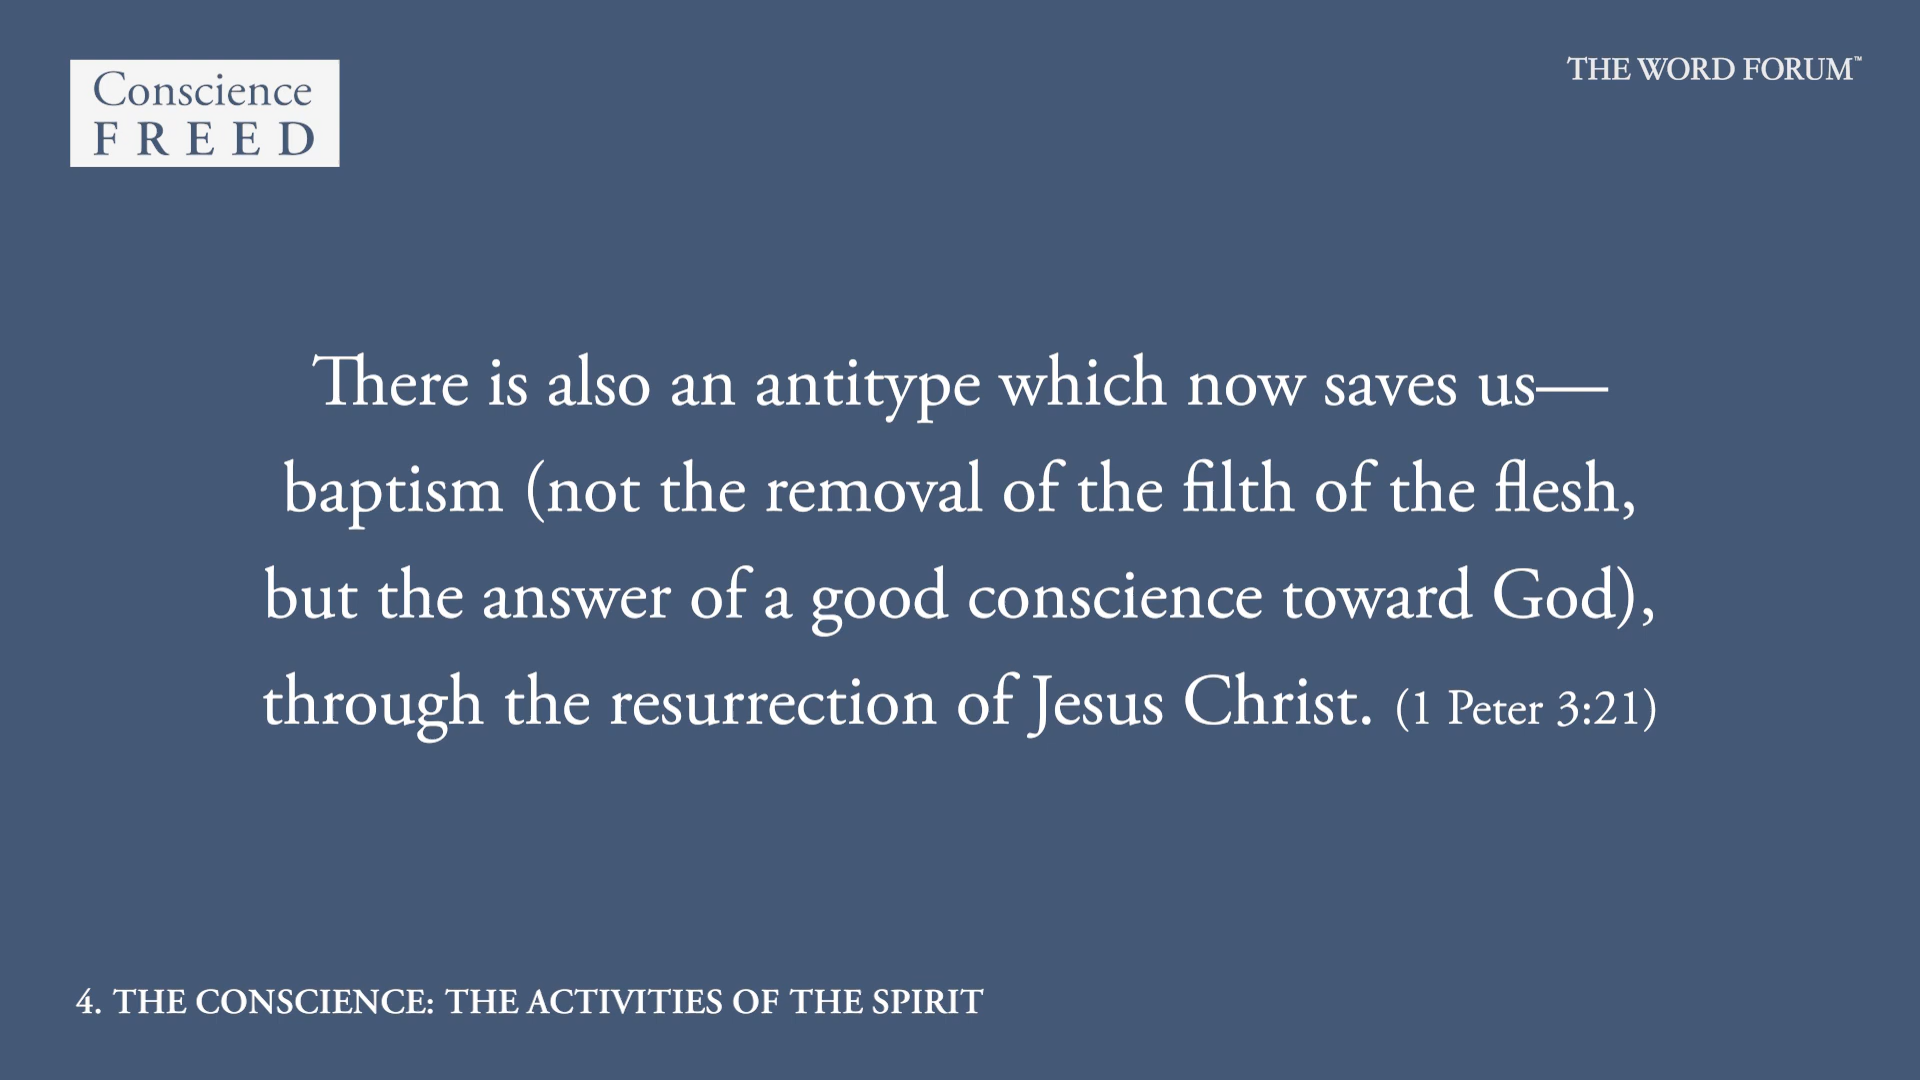 Conscience
FREED
THE WORD FORUM™
There is also an antitype which now saves us—
baptism (not the removal of the filth of the flesh,
but the answer of a good conscience toward God),
through the resurrection of Jesus Christ. (1 Peter 3:21)
4. THE CONSCIENCE: THE ACTIVITIES OF THE SPIRIT